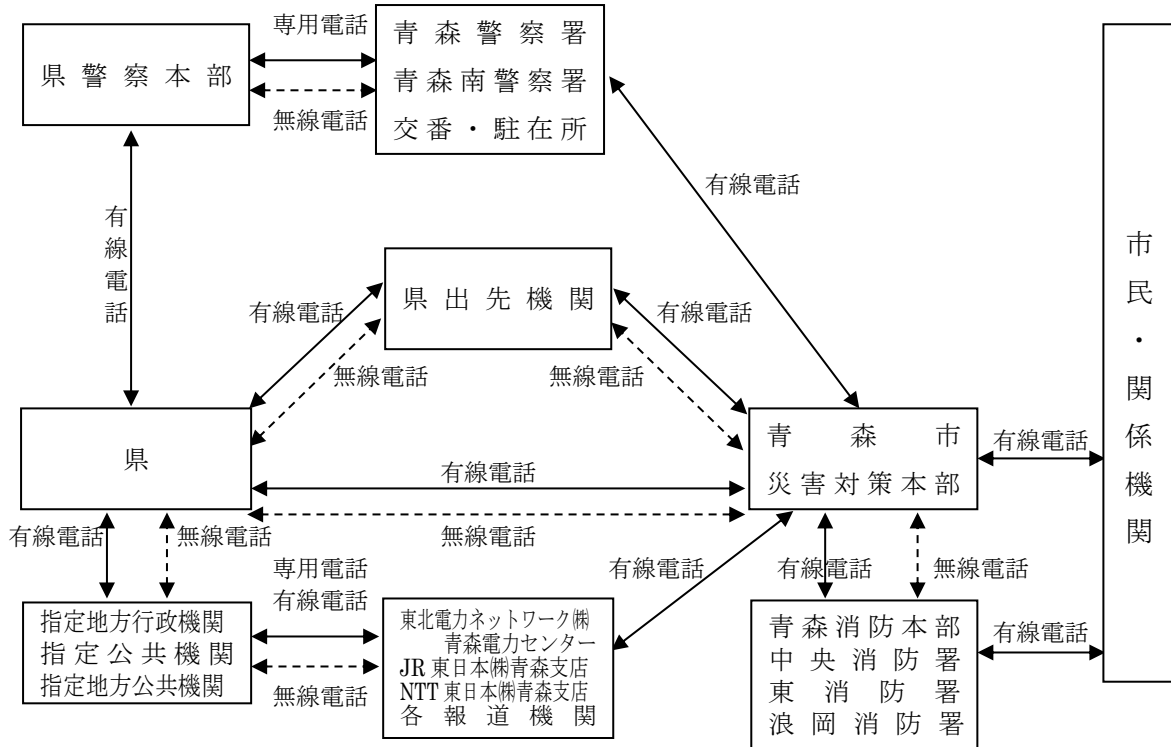 専用電話
県警察本部
青森警察署
青森南警察署
交番・駐在所
無線電話
有線電話
有線電話
市民・関係機関
県出先機関
有線電話
有線電話
無線電話
無線電話
県
青森市
災害対策本部
有線電話
有線電話
無線電話
有線電話
無線電話
専用電話
有線電話
有線電話
有線電話
無線電話
指定地方行政機関
指定公共機関
指定地方公共機関
無線電話
東北電力ネットワーク㈱
青森電力センター
JR東日本㈱青森支店
NTT東日本㈱青森支店
各報道機関
青森消防本部
中央消防署
東消防署
浪岡消防署
有線電話